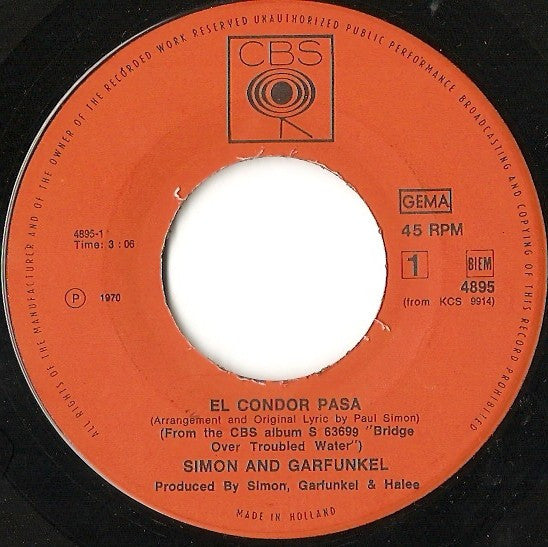 ALL RIGHTS OF THE MANUFACTURER AND OF THE OWNER OF THE RECORDED WORK RESERVED UNAUTHORIZED PUBLIC PERFORMANCE BROADCASTING AND COPYING OF THIS RECORD PROHIBITED
CBS
GEMA
45 RPM
4895-1
Time: 3 : 06
1
BIEM
4895
(from KCS 9914)
℗ 1970
EL CONDOR PASA
(Arrangement and Original Lyric by Paul Simon)
(From the CBS album S 63699 "Bridge
Over Troubled Water")
SIMON AND GARFUNKEL
Produced By Simon, Garfunkel & Halee
MADE IN HOLLAND